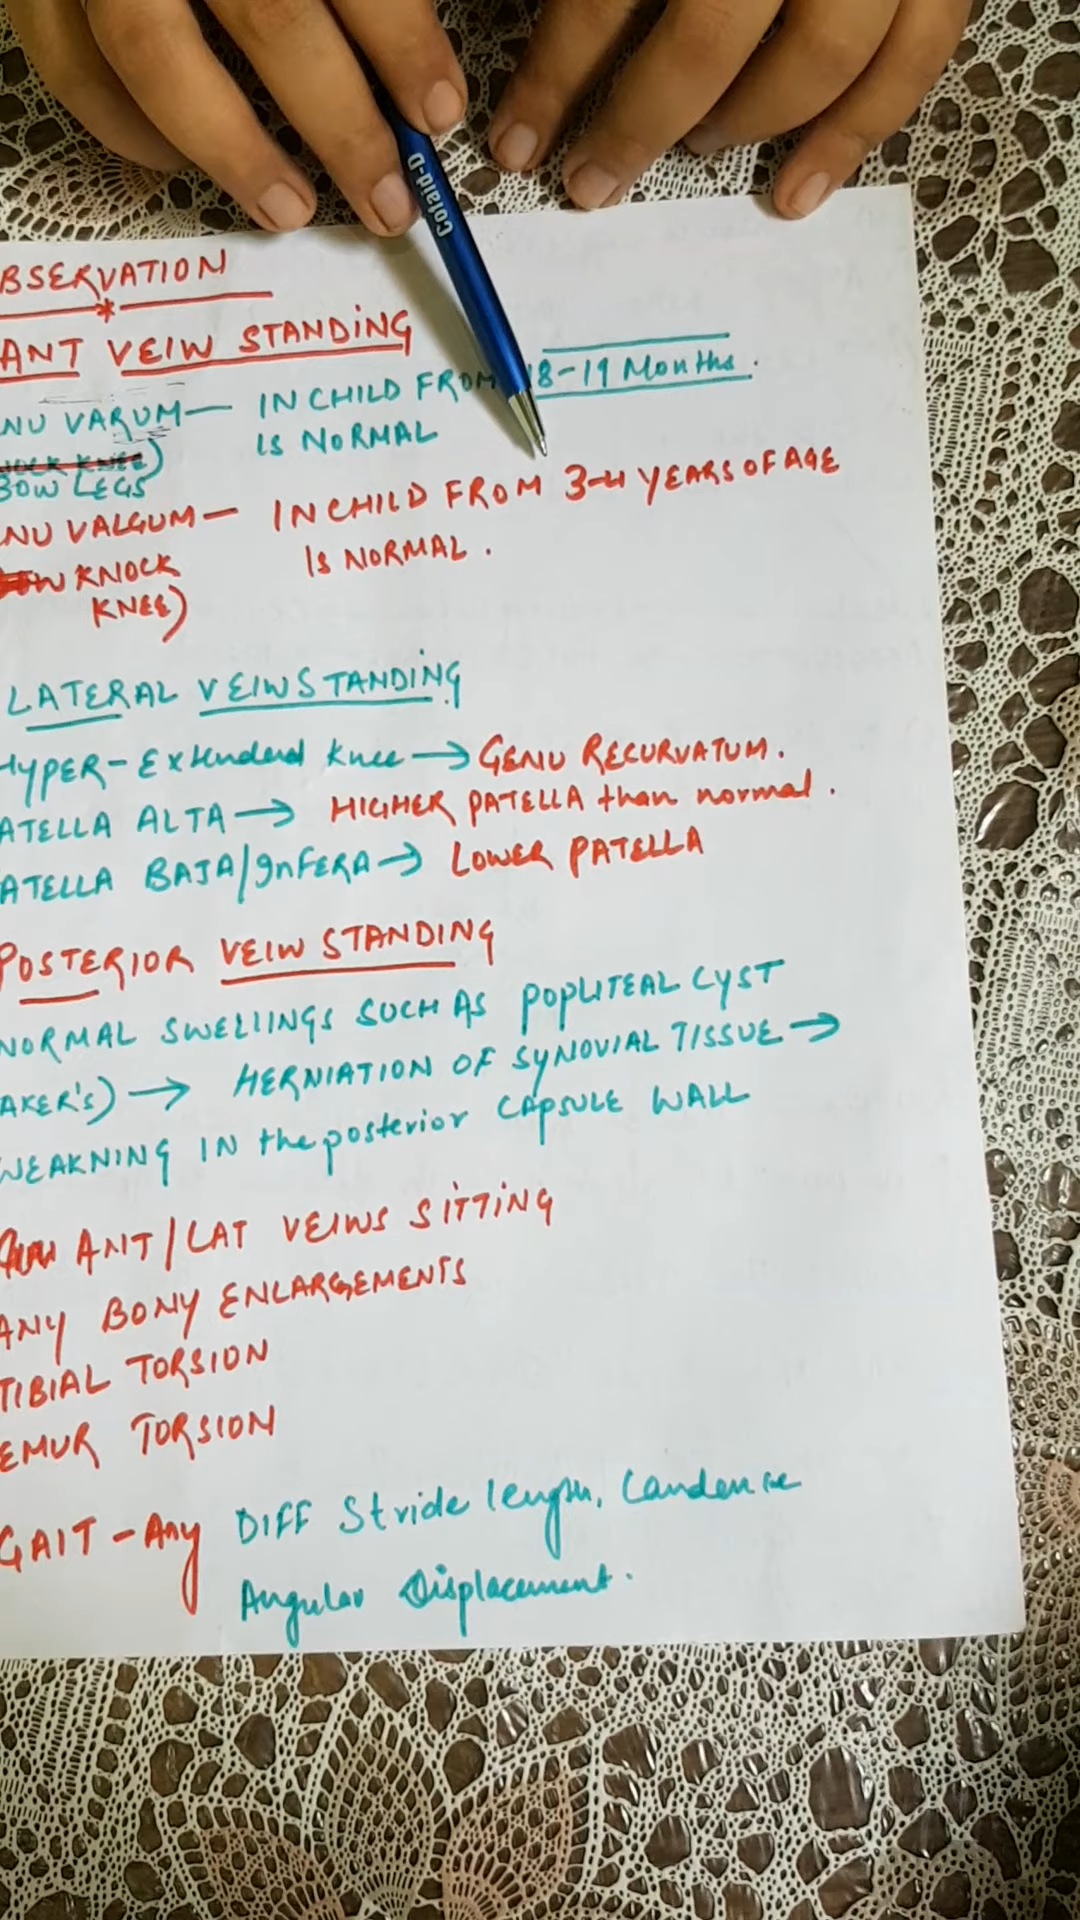 Cofaid-D
BSERVATION
ANT VEIW STANDING
NU VARUM — IN CHILD FROM 18-19 Months.
IS NORMAL
BOW LEGS
NU VALGUM — IN CHILD FROM 3-4 YEARS OF AGE
IS NORMAL.
KNOCK
KNEE)
LATERAL VEIW STANDING
HYPER-Extended Knee → GENU RECURVATUM.
ATELLA ALTA → HIGHER PATELLA than normal.
ATELLA BAJA/INFERA → LOWER PATELLA
POSTERIOR VEIW STANDING
NORMAL SWELLINGS SUCH AS POPLITEAL CYST
AKER'S) → HERNIATION OF SYNOVIAL TISSUE →
WEAKNING IN the posterior CAPSULE WALL
ANT/LAT VEIWS SITTING
ANY BONY ENLARGEMENTS
TIBIAL TORSION
EMUR TORSION
GAIT - Any DIFF Stride length,
Angular Displacement.